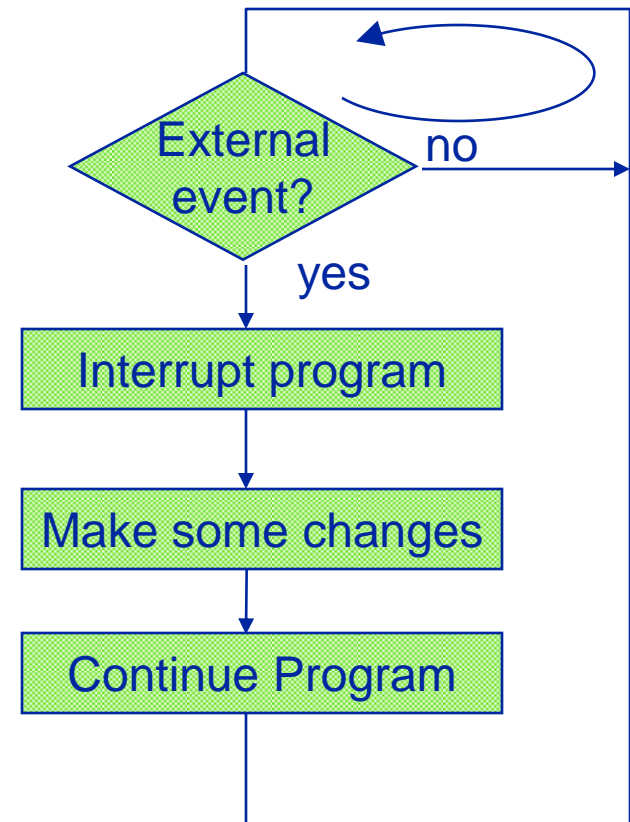 External
event?
no
yes
Interrupt program
Make some changes
Continue Program